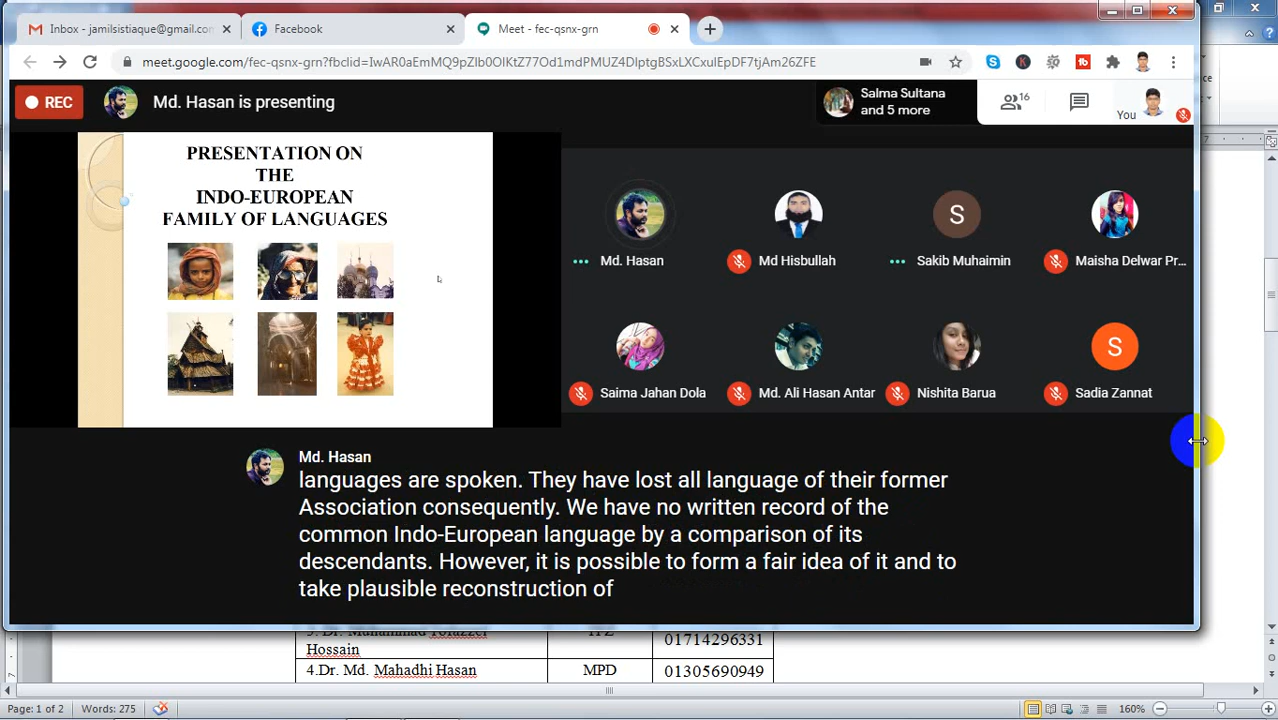 Inbox - jamilsistiaque@gmail.con
Facebook
Meet - fec-qsnx-grn
meet.google.com/fec-qsnx-grn?fbclid=IwAR0aEmMQ9pZlb0OlKtZ77Od1mdPMUZ4DlptgBSxLXCxuIEpDF7tjAm26ZFE
REC
Md. Hasan is presenting
Salma Sultana
and 5 more
16
You
PRESENTATION ON
THE
INDO-EUROPEAN
FAMILY OF LANGUAGES
S
Md. Hasan
Md Hisbullah
Sakib Muhaimin
Maisha Delwar Pr...
S
Saima Jahan Dola
Md. Ali Hasan Antar
Nishita Barua
Sadia Zannat
Md. Hasan
languages are spoken. They have lost all language of their former
Association consequently. We have no written record of the
common Indo-European language by a comparison of its
descendants. However, it is possible to form a fair idea of it and to
take plausible reconstruction of
Hossain
01714296331
4.Dr. Md. Mahadhi Hasan
MPD
01305690949
Page: 1 of 2
Words: 275
160%